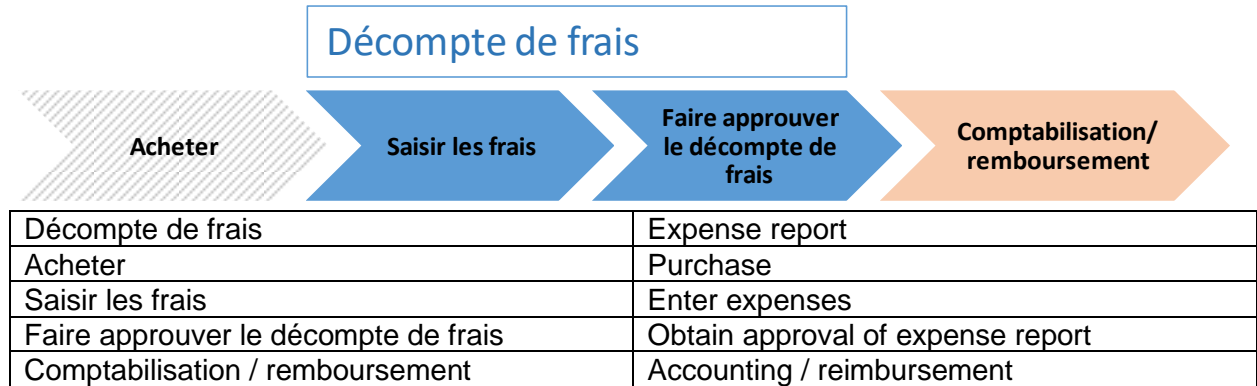 Décompte de frais
Acheter
Saisir les frais
Faire approuver
le décompte de
frais
Comptabilisation/
remboursement
Décompte de frais Expense report
Acheter Purchase
Saisir les frais Enter expenses
Faire approuver le décompte de frais Obtain approval of expense report
Comptabilisation / remboursement Accounting / reimbursement